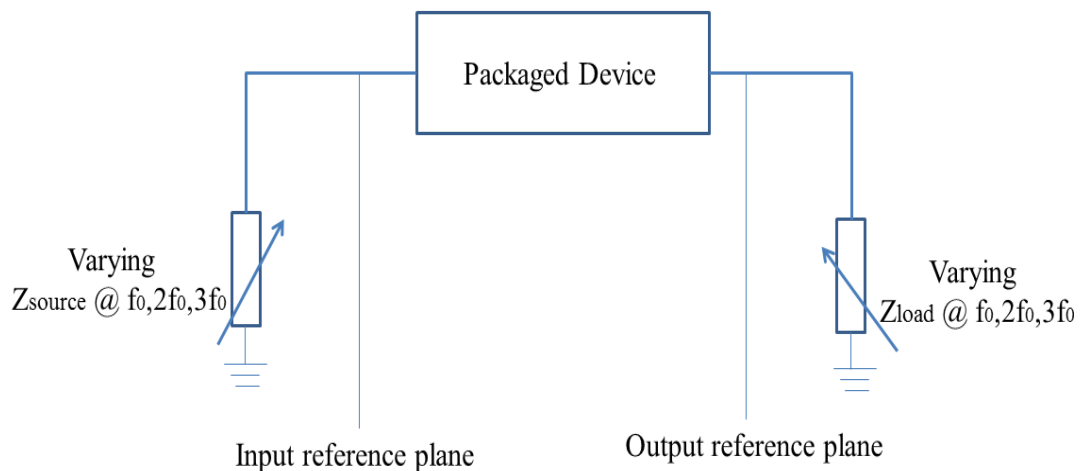 Packaged Device
Varying
Zsource @ f0,2f0,3f0
Varying
Zload @ f0,2f0,3f0
Input reference plane
Output reference plane